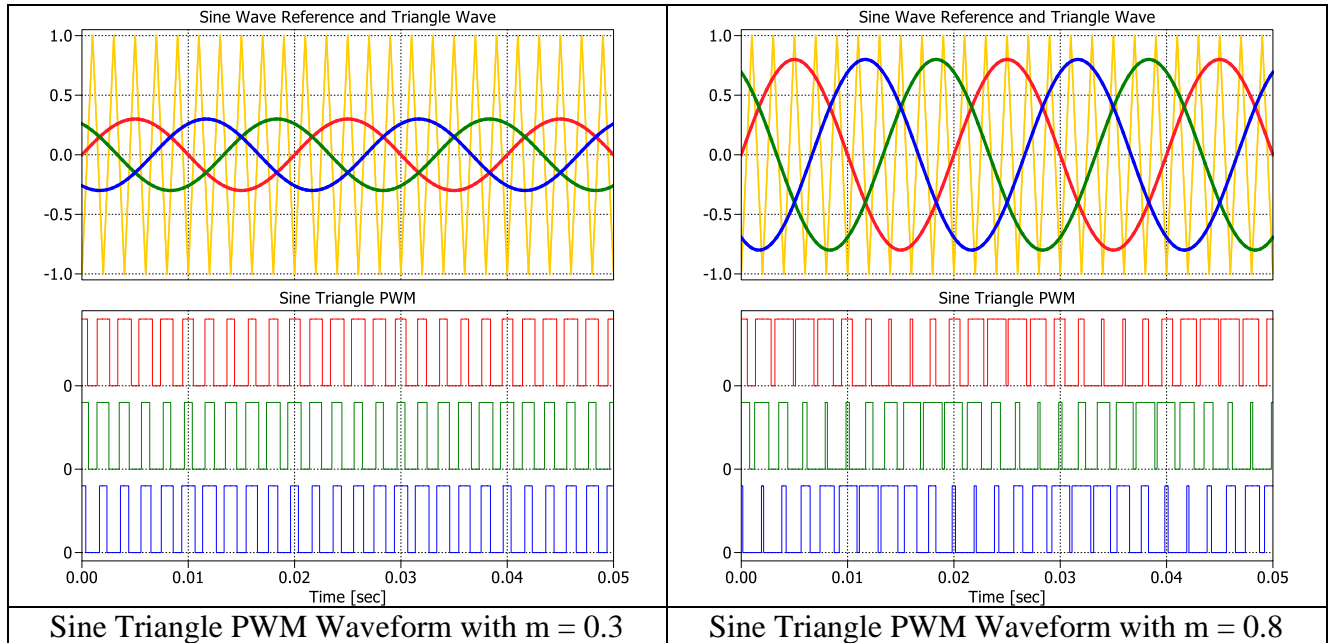 Sine Wave Reference and Triangle Wave
1.0
0.5
0.0
-0.5
-1.0
Sine Triangle PWM
0
0
0
0.00 0.01 0.02 0.03 0.04 0.05
Time [sec]
Sine Triangle PWM Waveform with m = 0.3
Sine Wave Reference and Triangle Wave
1.0
0.5
0.0
-0.5
-1.0
Sine Triangle PWM
0
0
0
0.00 0.01 0.02 0.03 0.04 0.05
Time [sec]
Sine Triangle PWM Waveform with m = 0.8